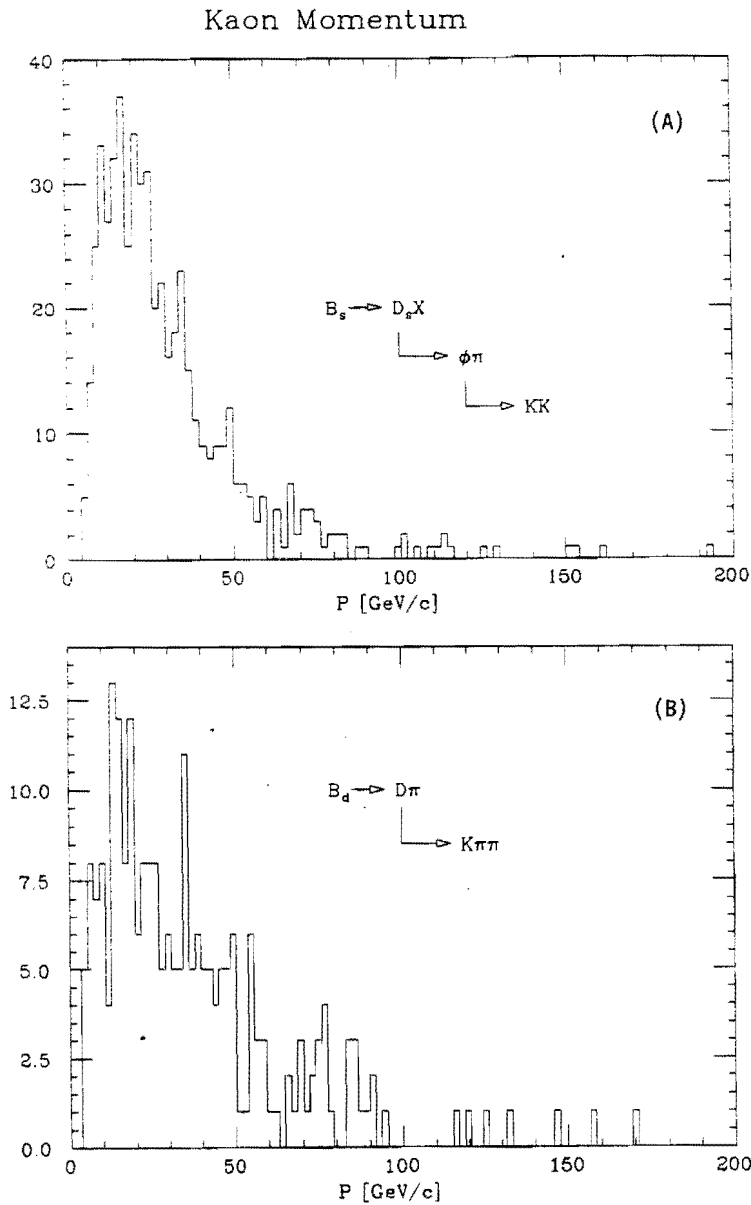 Kaon Momentum
40
30
20
10
0
(A)
B_s → D_sX
φπ
KK
0 50 100 150 200
P [GeV/c]
12.5
10.0
7.5
5.0
2.5
0.0
(B)
B_d → Dπ
Kππ
0 50 100 150 200
P [GeV/c]